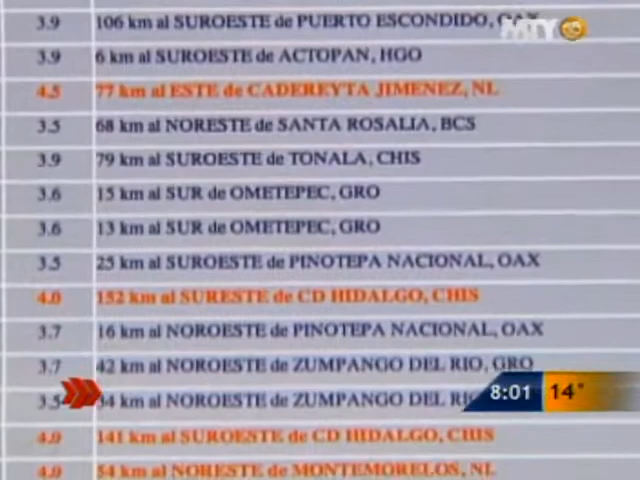 3.9 106 km al SUROESTE de PUERTO ESCONDIDO, OAX
MTY
3.9 6 km al SUROESTE de ACTOPAN, HGO
4.5 77 km al ESTE de CADEREYTA JIMENEZ, NL
3.5 68 km al NORESTE de SANTA ROSALIA, BCS
3.9 79 km al SUROESTE de TONALA, CHIS
3.6 15 km al SUR de OMETEPEC, GRO
3.6 13 km al SUR de OMETEPEC, GRO
3.5 25 km al SUROESTE de PINOTEPA NACIONAL, OAX
4.0 152 km al SURESTE de CD HIDALGO, CHIS
3.7 16 km al NOROESTE de PINOTEPA NACIONAL, OAX
3.7 42 km al NOROESTE de ZUMPANGO DEL RIO, GRO
3.5 34 km al NOROESTE de ZUMPANGO DEL
8:01 14°
4.0 141 km al SUROESTE de CD HIDALGO, CHIS
4.0 54 km al NORESTE de MONTEMORELOS, NL